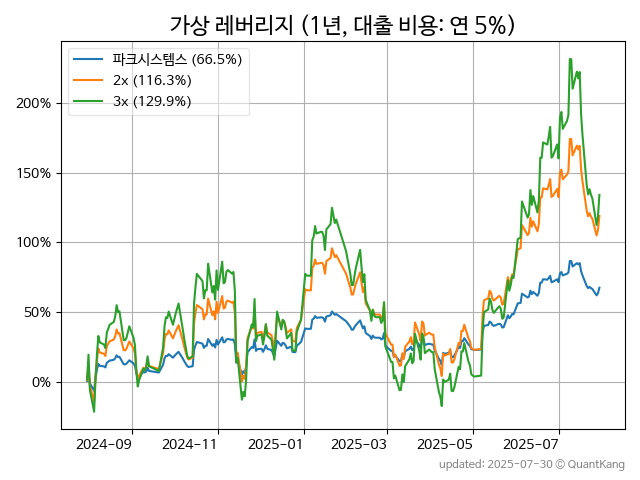 가상 레버리지 (1년, 대출 비용: 연 5%)
파크시스템스 (66.5%)
2x (116.3%)
3x (129.9%)
200%
150%
100%
50%
0%
2024-09
2024-11
2025-01
2025-03
2025-05
2025-07
updated: 2025-07-30 © QuantKang